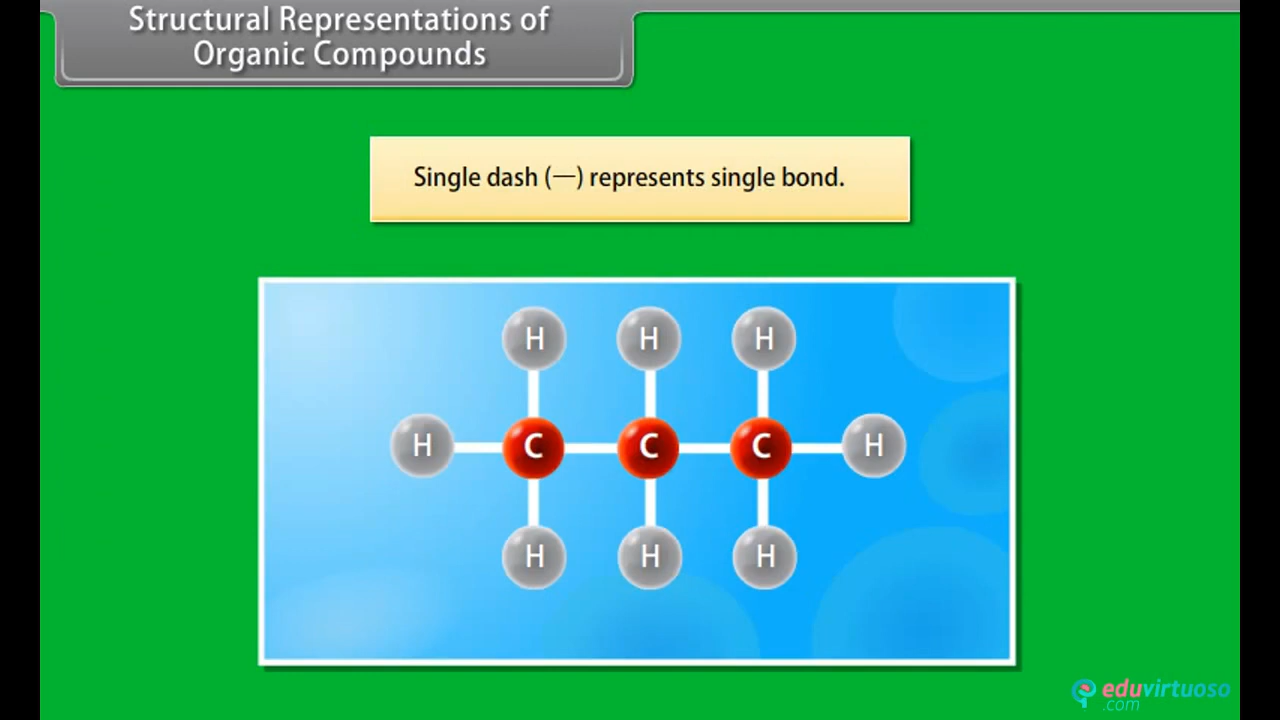 Structural Representations of
Organic Compounds
Single dash (—) represents single bond.
H H H
H C C C H
H H H
eduvirtuoso
.com